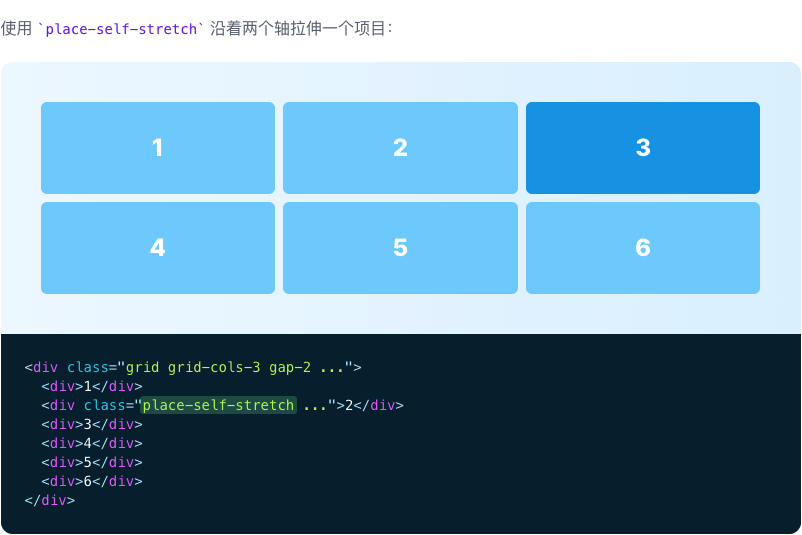 使用 `place-self-stretch` 沿着两个轴拉伸一个项目：
1 2 3
4 5 6
<div class="grid grid-cols-3 gap-2 ...">
  <div>1</div>
  <div class="place-self-stretch ...">2</div>
  <div>3</div>
  <div>4</div>
  <div>5</div>
  <div>6</div>
</div>